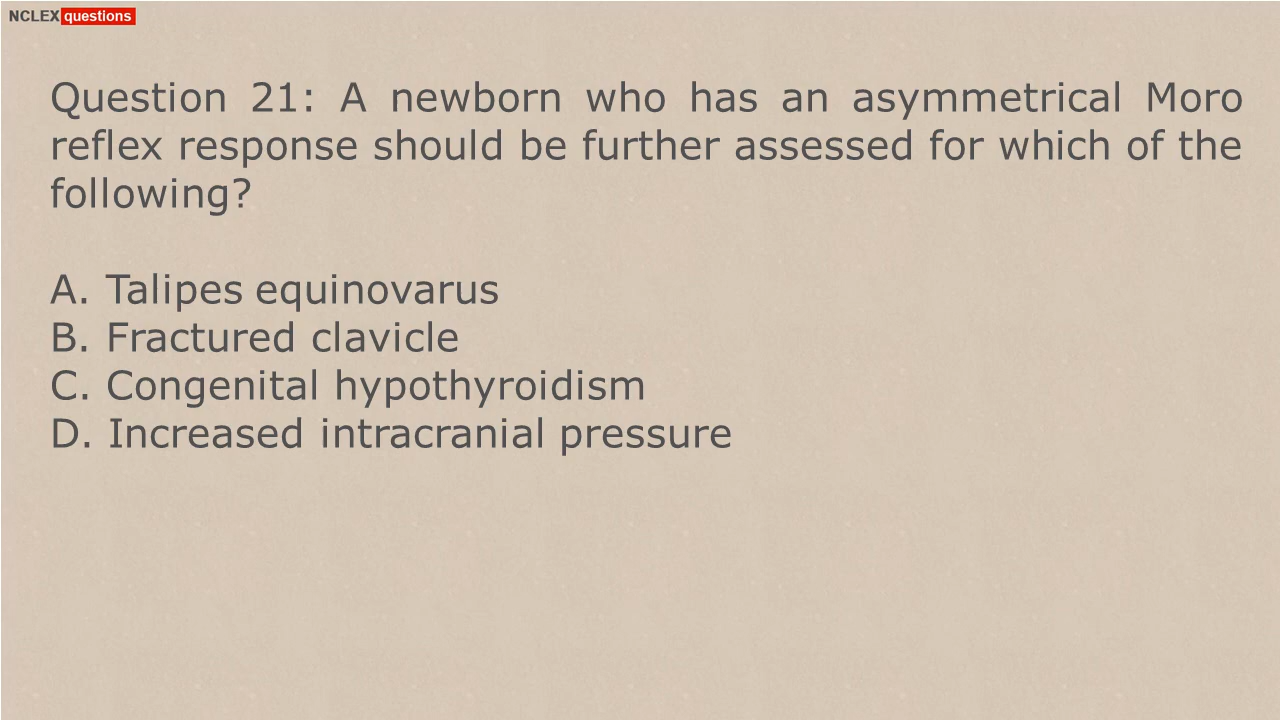 NCLEX questions
Question 21: A newborn who has an asymmetrical Moro
reflex response should be further assessed for which of the
following?
A. Talipes equinovarus
B. Fractured clavicle
C. Congenital hypothyroidism
D. Increased intracranial pressure